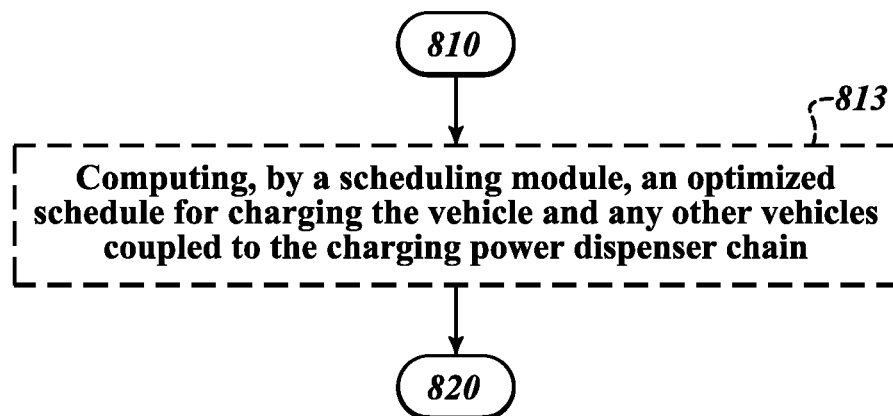 810
813
Computing, by a scheduling module, an optimized
schedule for charging the vehicle and any other vehicles
coupled to the charging power dispenser chain
820